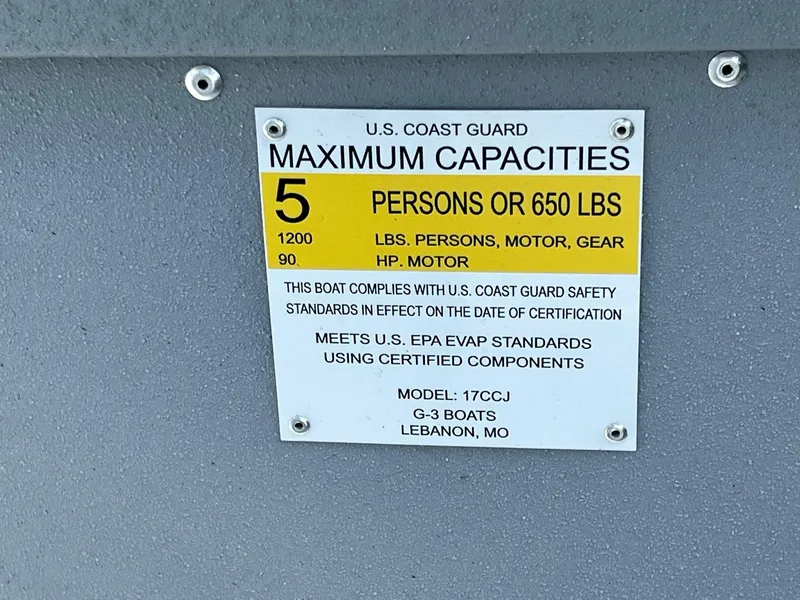 U.S. COAST GUARD
MAXIMUM CAPACITIES
5 PERSONS OR 650 LBS
1200 LBS. PERSONS, MOTOR, GEAR
90 HP. MOTOR
THIS BOAT COMPLIES WITH U.S. COAST GUARD SAFETY
STANDARDS IN EFFECT ON THE DATE OF CERTIFICATION
MEETS U.S. EPA EVAP STANDARDS
USING CERTIFIED COMPONENTS
MODEL: 17CCJ
G-3 BOATS
LEBANON, MO